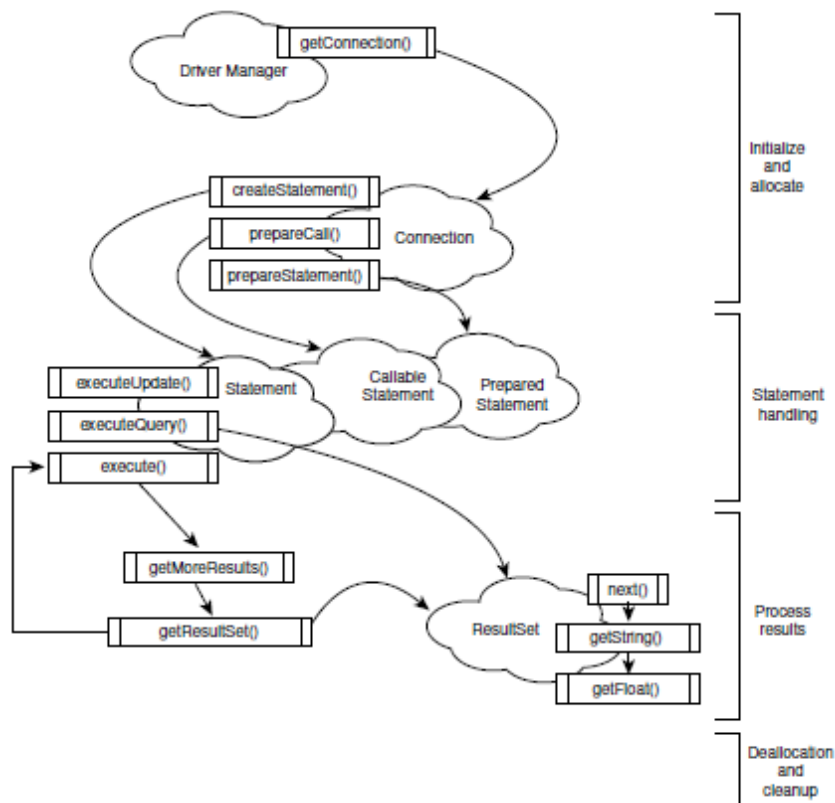 getConnection()
Driver Manager
Initialize
and
allocate
createStatement()
prepareCall()
Connection
prepareStatement()
executeUpdate()
Statement
Callable
Statement
Prepared
Statement
Statement
handling
executeQuery()
execute()
getMoreResults()
getResultSet()
ResultSet
next()
getString()
getFloat()
Process
results
Deallocation
and
cleanup